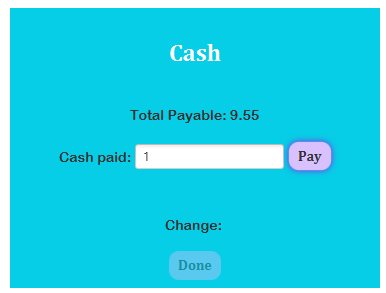 Cash
Total Payable: 9.55
Cash paid: 1 Pay
Change:
Done